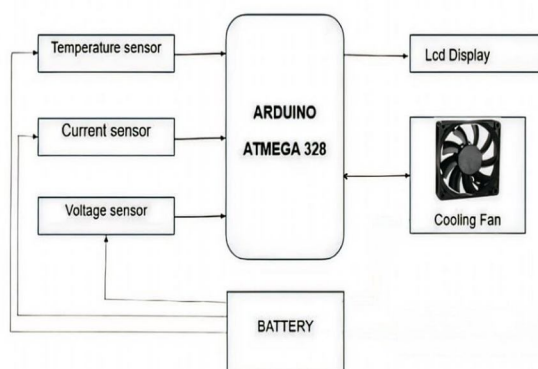 Temperature sensor
Current sensor
Voltage sensor
ARDUINO
ATMEGA 328
Lcd Display
Cooling Fan
BATTERY